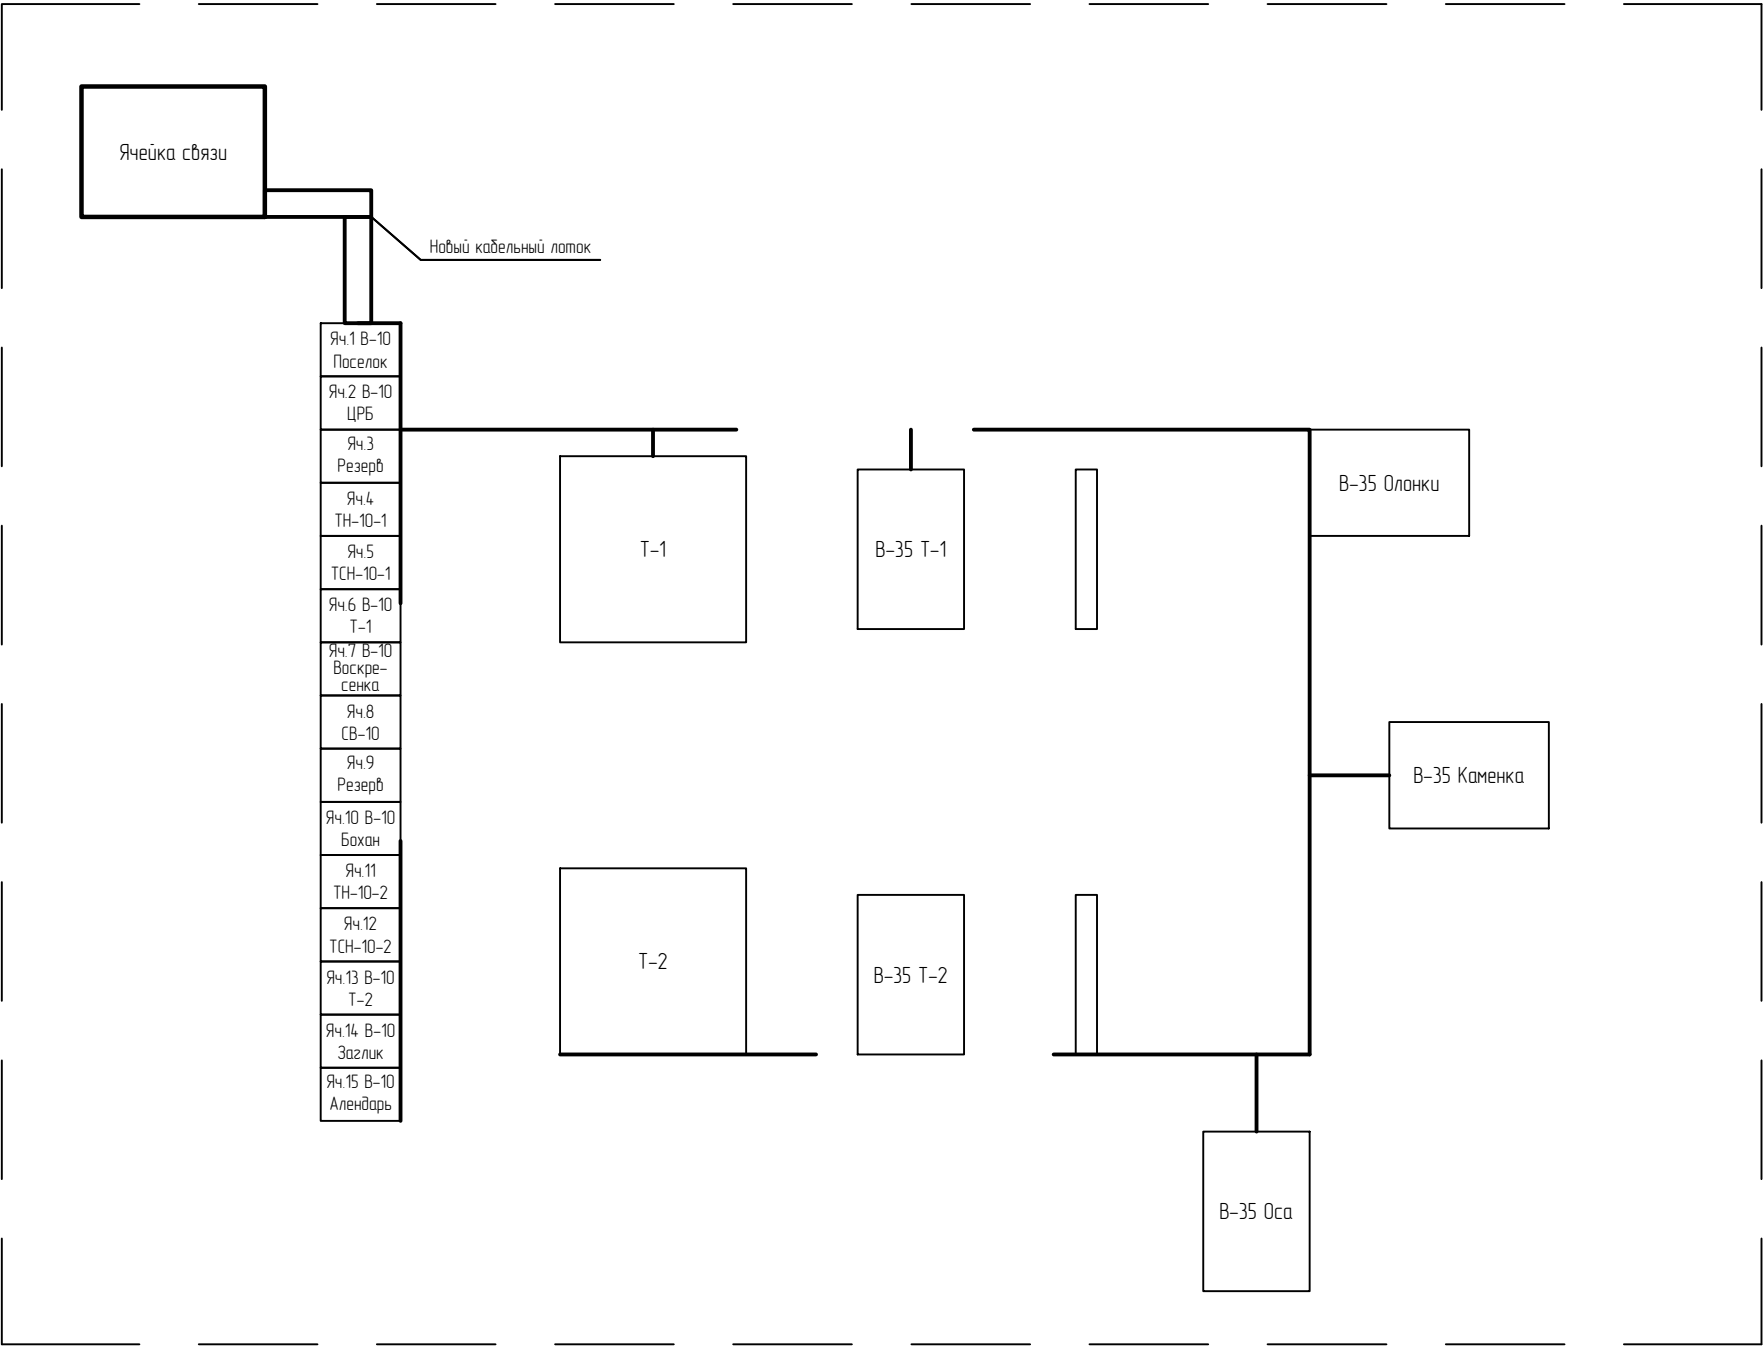 Ячейка связи
Новый кабельный лоток
Яч.1 В-10
Поселок
Яч.2 В-10
ЦРБ
Яч.3
Резерв
Яч.4
ТН-10-1
Яч.5
ТСН-10-1
Яч.6 В-10
Т-1
Яч.7 В-10
Воскре-
сенка
Яч.8
СВ-10
Яч.9
Резерв
Яч.10 В-10
Бохан
Яч.11
ТН-10-2
Яч.12
ТСН-10-2
Яч.13 В-10
Т-2
Яч.14 В-10
Заглик
Яч.15 В-10
Алендарь
Т-1
В-35 Т-1
В-35 Олонки
В-35 Каменка
Т-2
В-35 Т-2
В-35 Оса